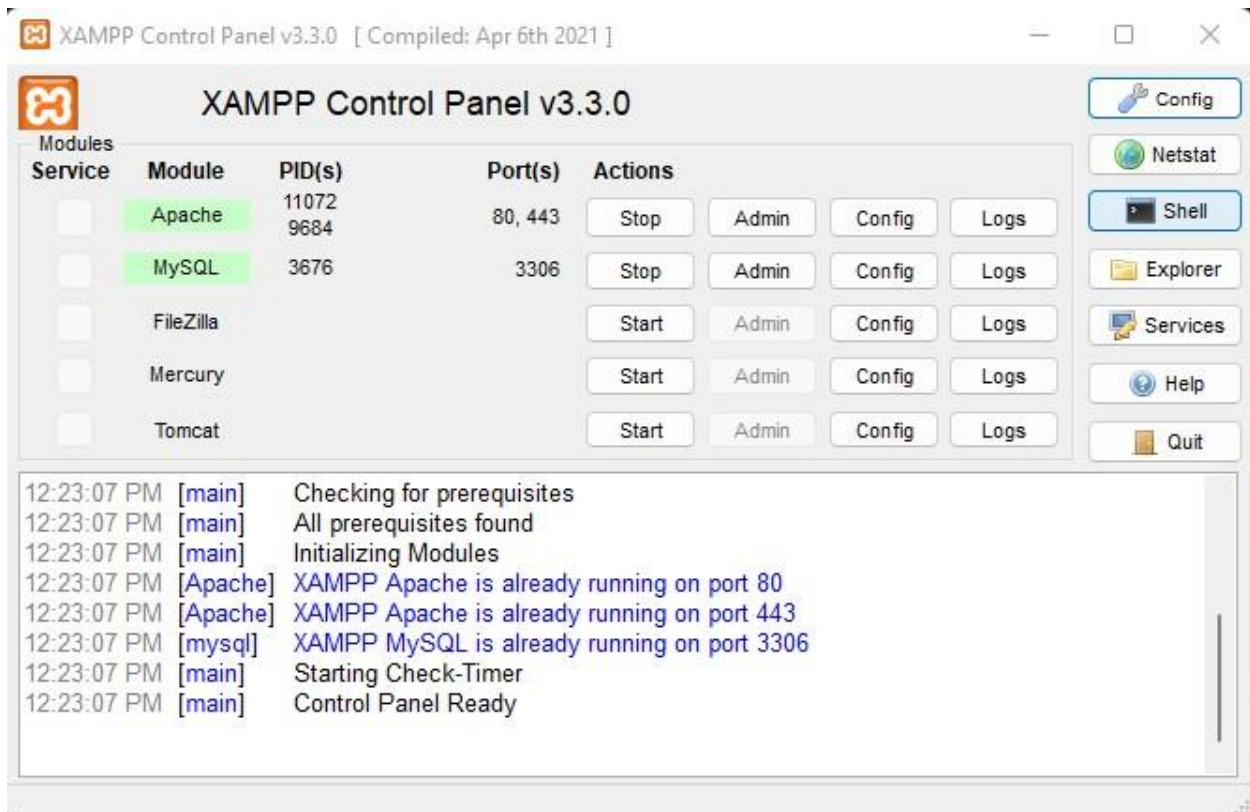 XAMPP Control Panel v3.3.0 [ Compiled: Apr 6th 2021 ]
XAMPP Control Panel v3.3.0
Config
Modules
Service Module PID(s) Port(s) Actions
Netstat
Apache 11072 9684 80, 443 Stop Admin Config Logs
Shell
MySQL 3676 3306 Stop Admin Config Logs
Explorer
FileZilla Start Admin Config Logs
Services
Mercury Start Admin Config Logs
Help
Tomcat Start Admin Config Logs
Quit
12:23:07 PM [main] Checking for prerequisites
12:23:07 PM [main] All prerequisites found
12:23:07 PM [main] Initializing Modules
12:23:07 PM [Apache] XAMPP Apache is already running on port 80
12:23:07 PM [Apache] XAMPP Apache is already running on port 443
12:23:07 PM [mysql] XAMPP MySQL is already running on port 3306
12:23:07 PM [main] Starting Check-Timer
12:23:07 PM [main] Control Panel Ready